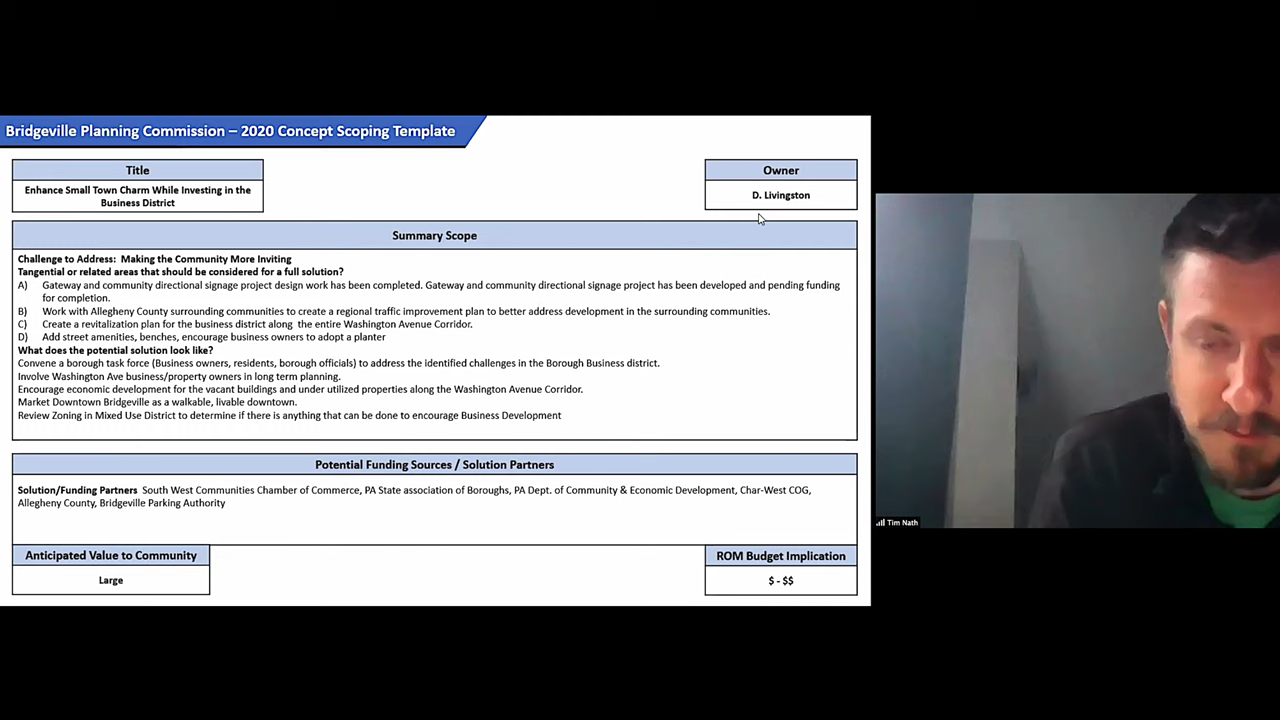 Bridgeville Planning Commission – 2020 Concept Scoping Template
Title
Enhance Small Town Charm While Investing in the
Business District
Owner
D. Livingston
Summary Scope
Challenge to Address: Making the Community More Inviting
Tangential or related areas that should be considered for a full solution?
A) Gateway and community directional signage project design work has been completed. Gateway and community directional signage project has been developed and pending funding
for completion.
B) Work with Allegheny County surrounding communities to create a regional traffic improvement plan to better address development in the surrounding communities.
C) Create a revitalization plan for the business district along the entire Washington Avenue Corridor.
D) Add street amenities, benches, encourage business owners to adopt a planter
What does the potential solution look like?
Convene a borough task force (Business owners, residents, borough officials) to address the identified challenges in the Borough Business district.
Involve Washington Ave business/property owners in long term planning.
Encourage economic development for the vacant buildings and under utilized properties along the Washington Avenue Corridor.
Market Downtown Bridgeville as a walkable, livable downtown.
Review Zoning in Mixed Use District to determine if there is anything that can be done to encourage Business Development
Potential Funding Sources / Solution Partners
Solution/Funding Partners South West Communities Chamber of Commerce, PA State association of Boroughs, PA Dept. of Community & Economic Development, Char-West COG,
Allegheny County, Bridgeville Parking Authority
Anticipated Value to Community
Large
ROM Budget Implication
$ - $$
Tim Nath